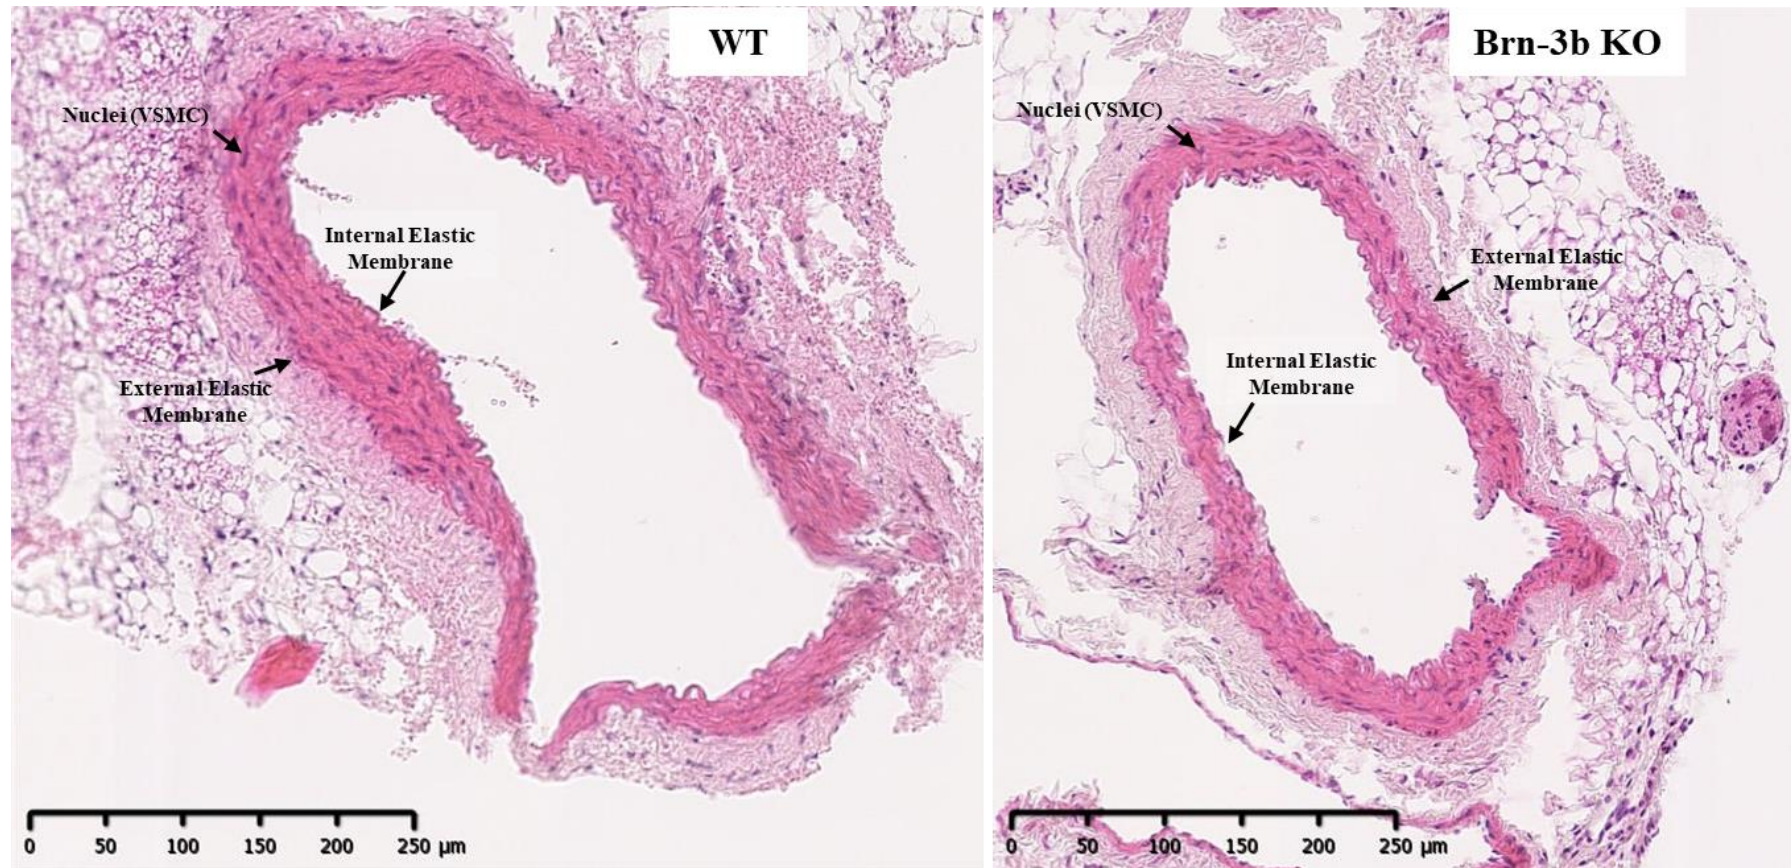 WT
Nuclei (VSMC)
Internal Elastic
Membrane
External Elastic
Membrane
0 50 100 150 200 250 µm
Brn-3b KO
Nuclei (VSMC)
External Elastic
Membrane
Internal Elastic
Membrane
0 50 100 150 200 250 µm